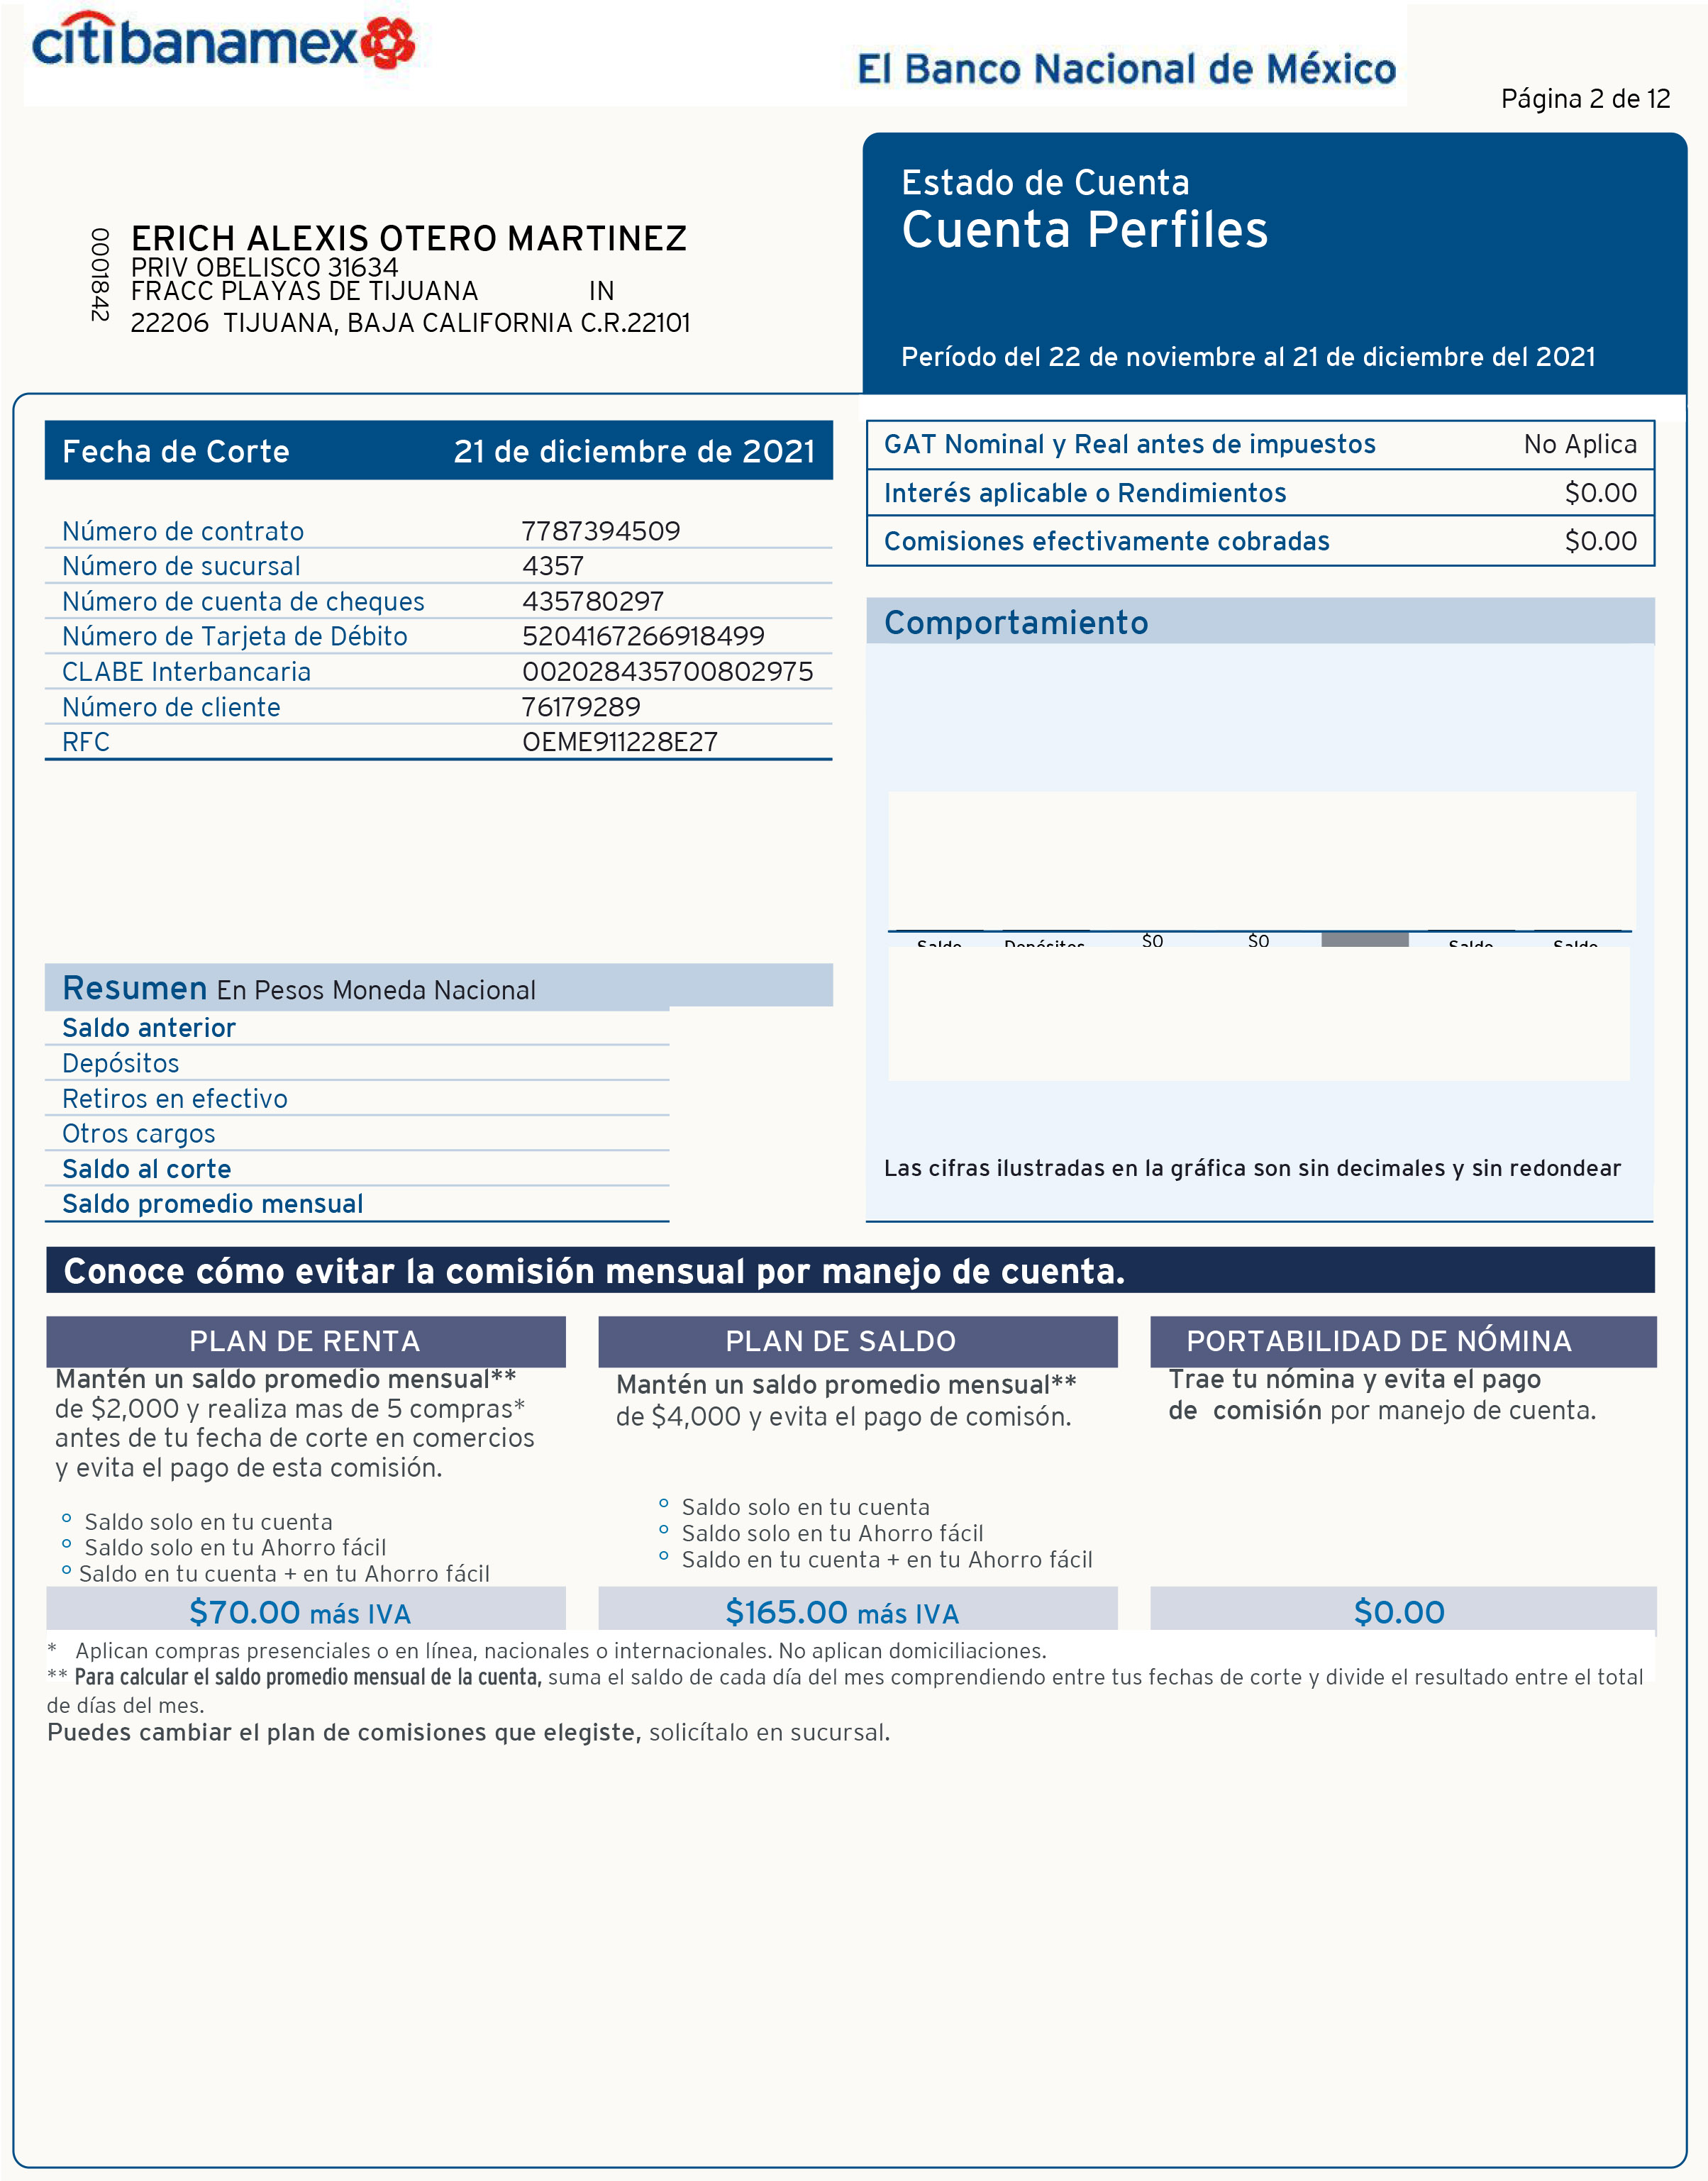 citibanamex
El Banco Nacional de México
Página 2 de 12
Estado de Cuenta
Cuenta Perfiles
Período del 22 de noviembre al 21 de diciembre del 2021
0001842
ERICH ALEXIS OTERO MARTINEZ
PRIV OBELISCO 31634
FRACC PLAYAS DE TIJUANA IN
22206 TIJUANA, BAJA CALIFORNIA C.R.22101
Fecha de Corte 21 de diciembre de 2021
Número de contrato 7787394509
Número de sucursal 4357
Número de cuenta de cheques 435780297
Número de Tarjeta de Débito 5204167266918499
CLABE Interbancaria 002028435700802975
Número de cliente 76179289
RFC OEME911228E27
GAT Nominal y Real antes de impuestos No Aplica
Interés aplicable o Rendimientos $0.00
Comisiones efectivamente cobradas $0.00
Comportamiento
Saldo Depósitos $0 $0 Saldo Saldo
Las cifras ilustradas en la gráfica son sin decimales y sin redondear
Resumen En Pesos Moneda Nacional
Saldo anterior
Depósitos
Retiros en efectivo
Otros cargos
Saldo al corte
Saldo promedio mensual
Conoce cómo evitar la comisión mensual por manejo de cuenta.
PLAN DE RENTA
Mantén un saldo promedio mensual**
de $2,000 y realiza mas de 5 compras*
antes de tu fecha de corte en comercios
y evita el pago de esta comisión.
° Saldo solo en tu cuenta
° Saldo solo en tu Ahorro fácil
° Saldo en tu cuenta + en tu Ahorro fácil
$70.00 más IVA
PLAN DE SALDO
Mantén un saldo promedio mensual**
de $4,000 y evita el pago de comisón.
° Saldo solo en tu cuenta
° Saldo solo en tu Ahorro fácil
° Saldo en tu cuenta + en tu Ahorro fácil
$165.00 más IVA
PORTABILIDAD DE NÓMINA
Trae tu nómina y evita el pago
de comisión por manejo de cuenta.
$0.00
* Aplican compras presenciales o en línea, nacionales o internacionales. No aplican domiciliaciones.
** Para calcular el saldo promedio mensual de la cuenta, suma el saldo de cada día del mes comprendiendo entre tus fechas de corte y divide el resultado entre el total
de días del mes.
Puedes cambiar el plan de comisiones que elegiste, solicítalo en sucursal.